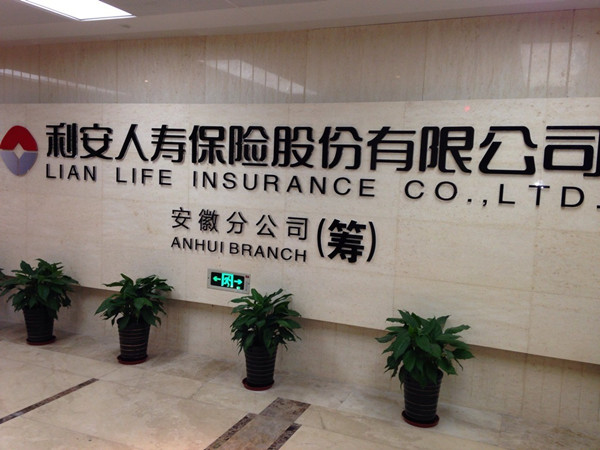 利安人寿保险股份有限公司
LIAN LIFE INSURANCE CO.,LTD.
安徽分公司(筹)
ANHUI BRANCH